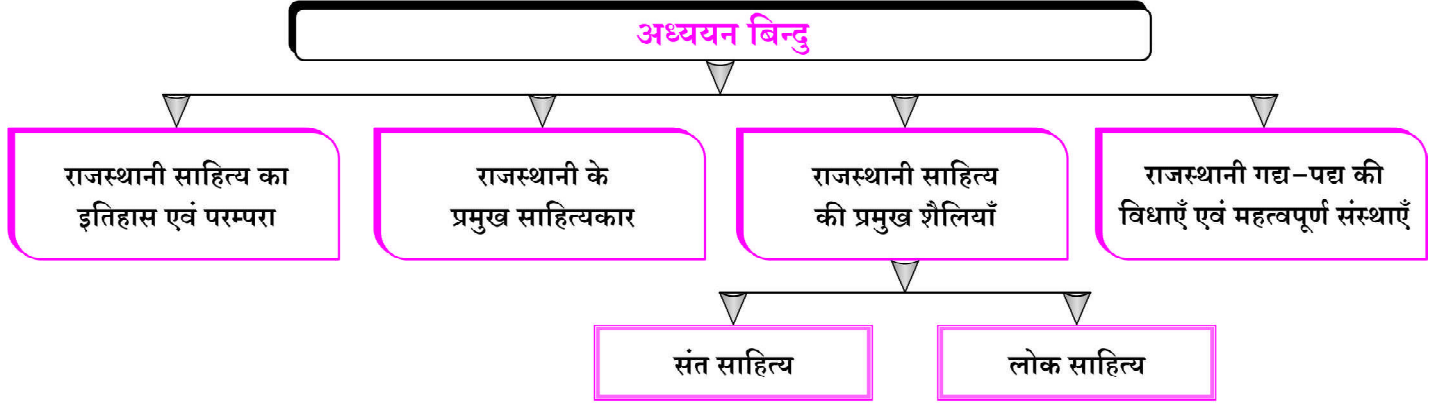 अध्ययन बिन्दु
राजस्थानी साहित्य का
इतिहास एवं परम्परा
राजस्थानी के
प्रमुख साहित्यकार
राजस्थानी साहित्य
की प्रमुख शैलियाँ
राजस्थानी गद्य-पद्य की
विधाएँ एवं महत्वपूर्ण संस्थाएँ
संत साहित्य
लोक साहित्य